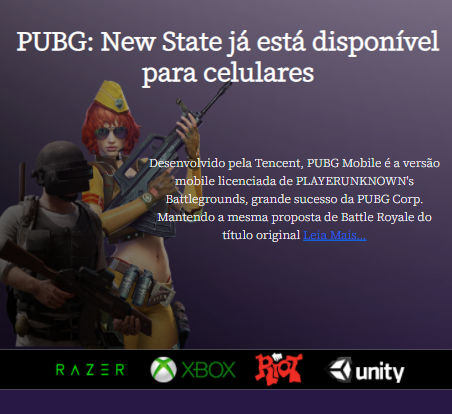 PUBG: New State já está disponível
para celulares
Desenvolvido pela Tencent, PUBG Mobile é a versão
mobile licenciada de PLAYERUNKNOWN's
Battlegrounds, grande sucesso da PUBG Corp.
Mantendo a mesma proposta de Battle Royale do
título original Leia Mais...
RAZER XBOX RIOT unity